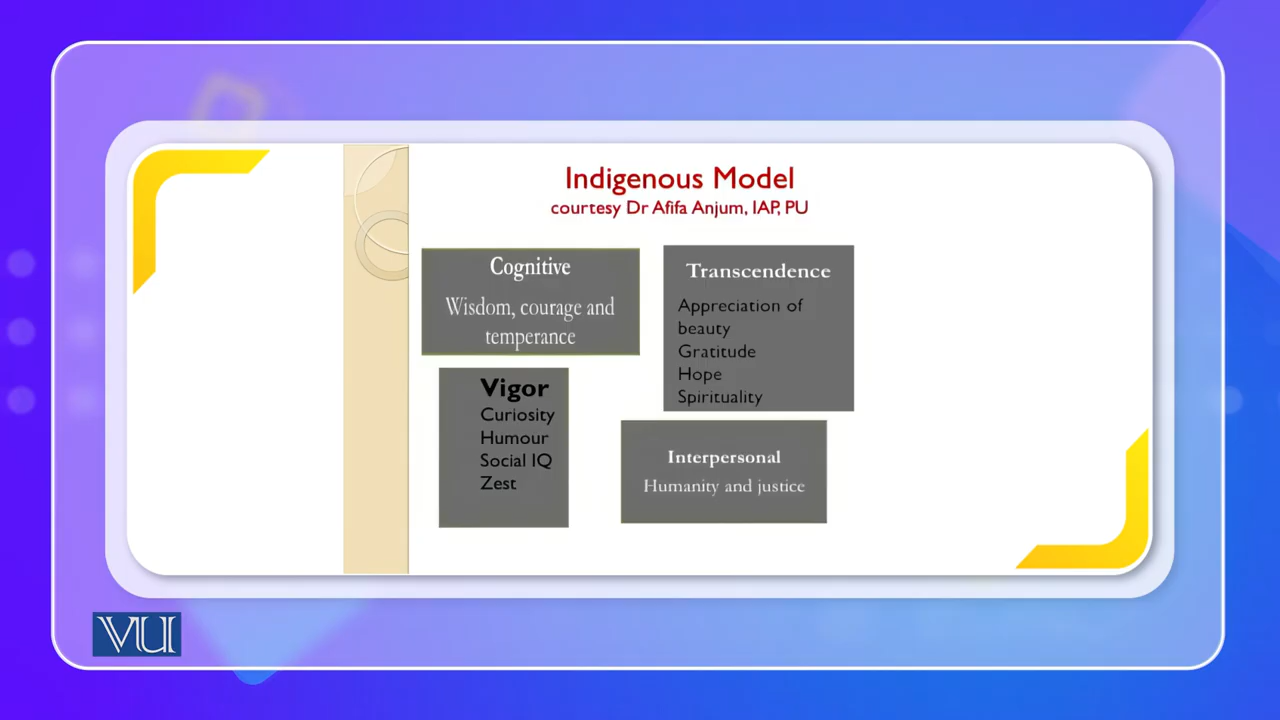 Indigenous Model
courtesy Dr Afifa Anjum, IAP, PU
Cognitive
Wisdom, courage and
temperance
Transcendence
Appreciation of
beauty
Gratitude
Hope
Spirituality
Vigor
Curiosity
Humour
Social IQ
Zest
Interpersonal
Humanity and justice
VU